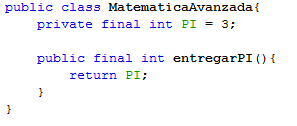 public class MatematicaAvanzada{
    private final int PI = 3;

    public final int entregarPI(){
        return PI;
    }
}